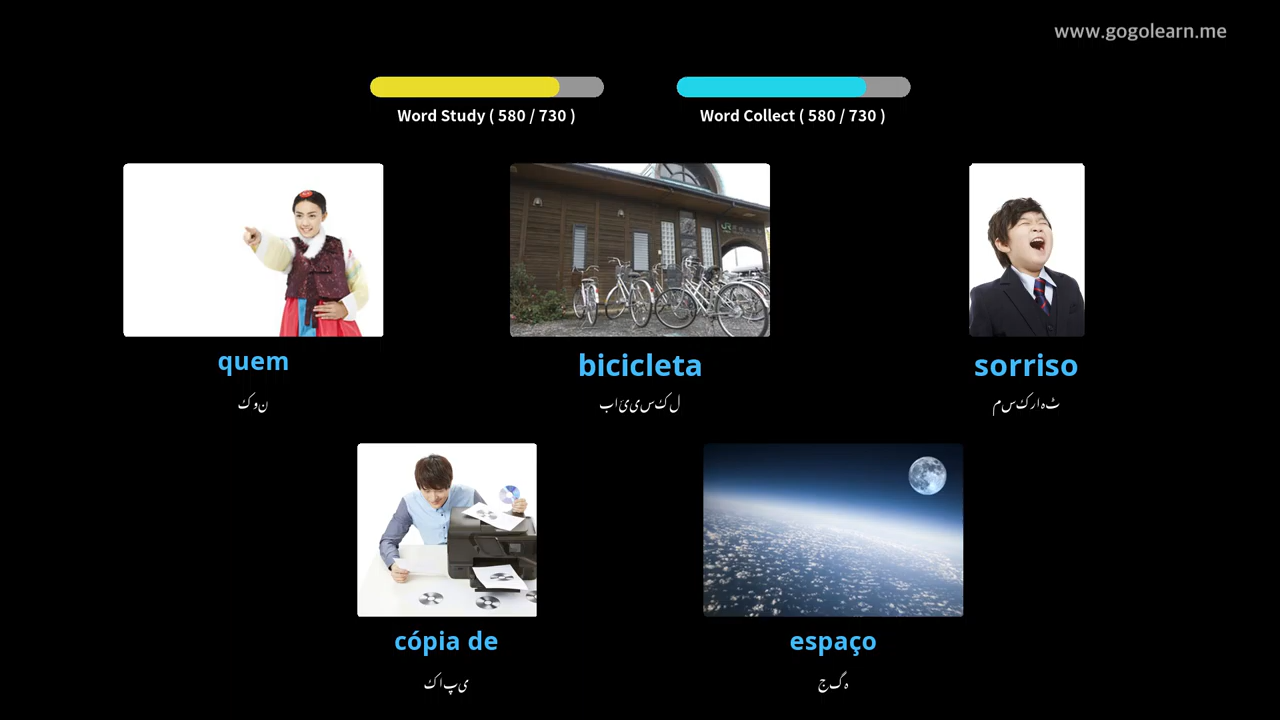 www.gogolearn.me
Word Study ( 580 / 730 )
Word Collect ( 580 / 730 )
quem
کون
bicicleta
بائیسکل
sorriso
مسکراہٹ
cópia de
کاپی
espaço
جگہ